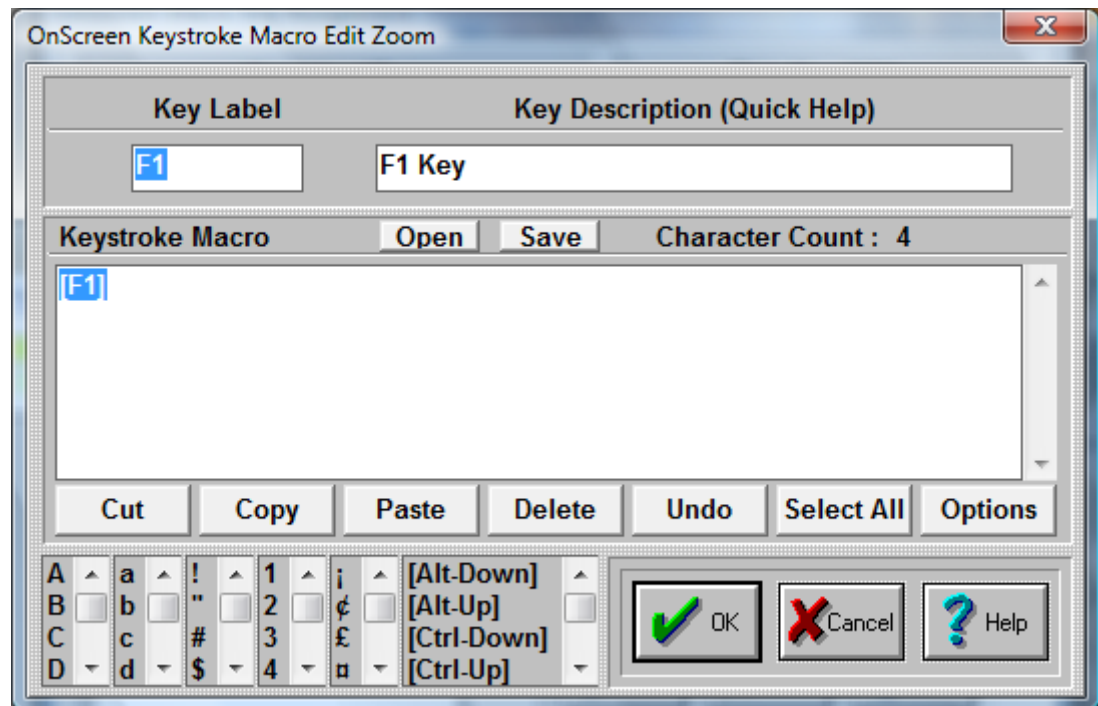 OnScreen Keystroke Macro Edit Zoom
X
Key Label Key Description (Quick Help)
F1 F1 Key
Keystroke Macro Open Save Character Count : 4
[F1]
Cut Copy Paste Delete Undo Select All Options
A a ! 1 ¡ [Alt-Down]
B b " 2 ¢ [Alt-Up]
C c # 3 £ [Ctrl-Down]
D d $ 4 ¤ [Ctrl-Up]
OK Cancel ? Help